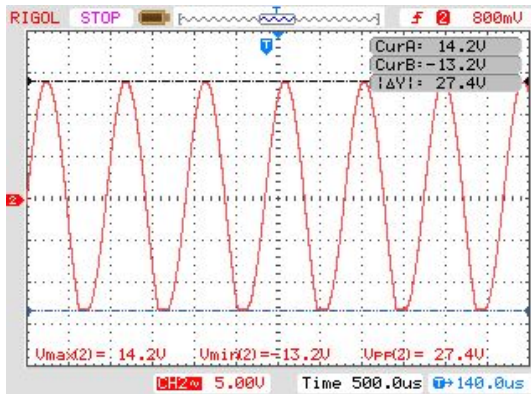 RIGOL STOP T f 2 800mV
T
CurA: 14.2V
CurB:-13.2V
|ΔY|: 27.4V
2
Vmax(2)= 14.2V Vmin(2)=-13.2V Vpp(2)= 27.4V
CH2∿ 5.00V Time 500.0us T→140.0us